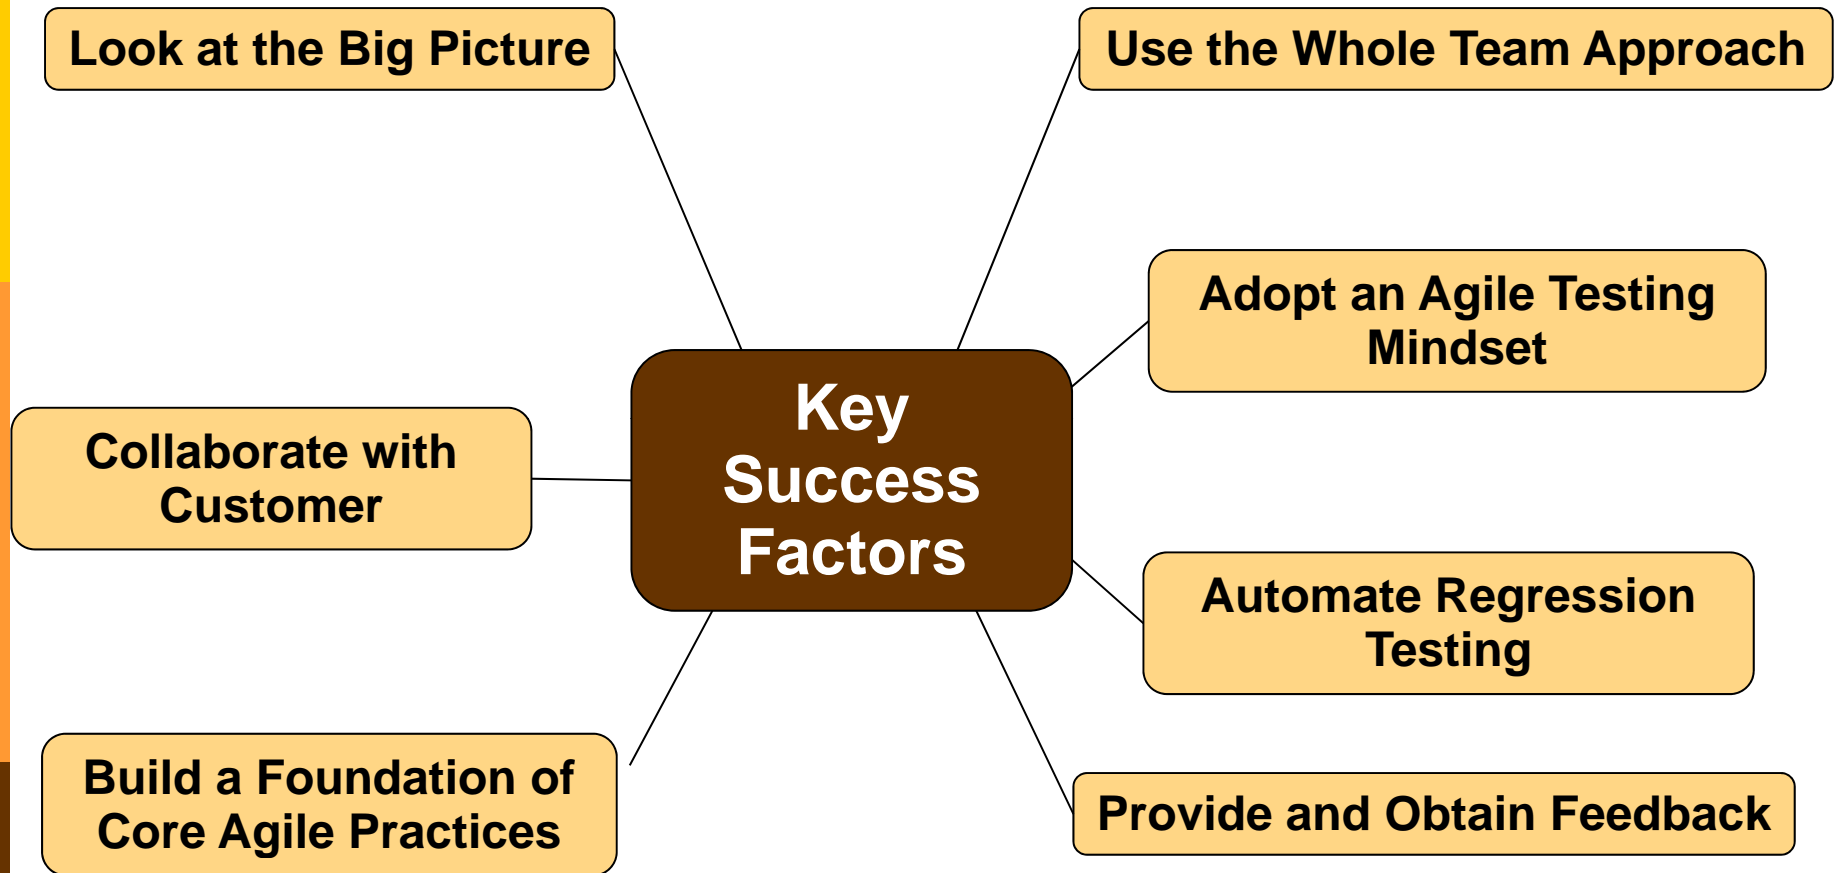 Look at the Big Picture
Use the Whole Team Approach
Adopt an Agile Testing
Mindset
Key
Success
Factors
Collaborate with
Customer
Automate Regression
Testing
Build a Foundation of
Core Agile Practices
Provide and Obtain Feedback